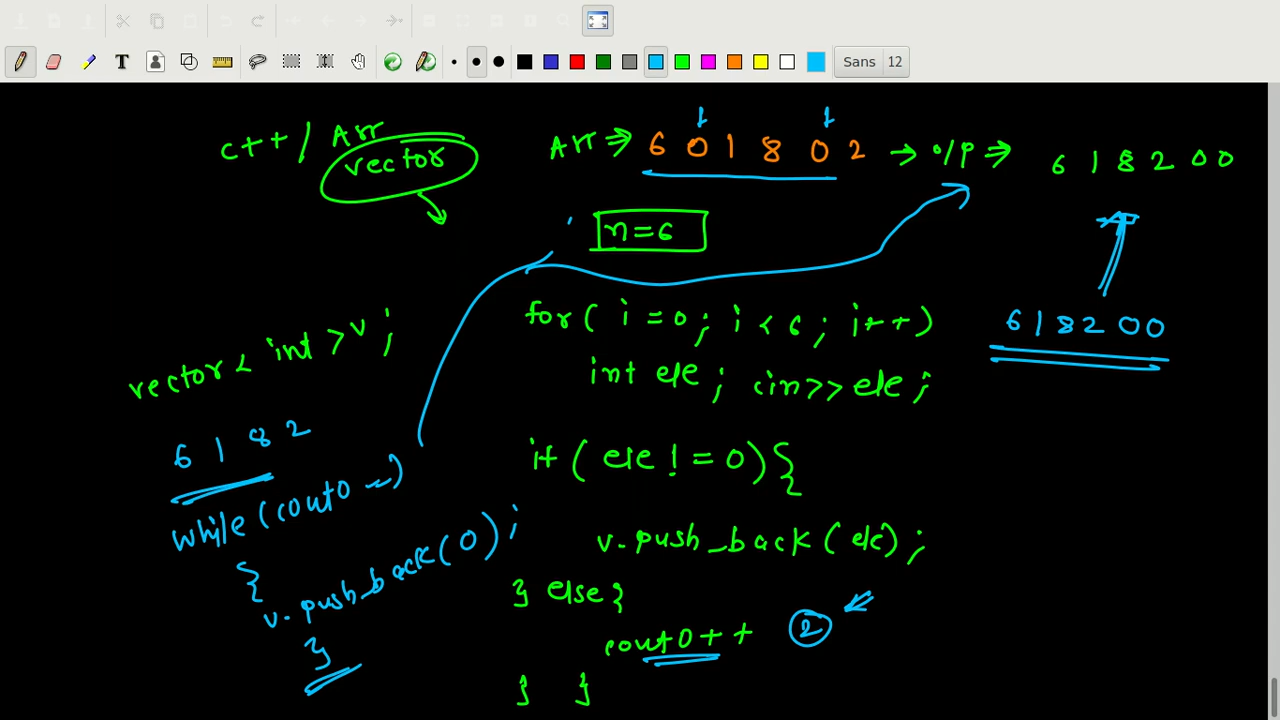 Sans 12
c++ / Arr
vector
Arr ⇒ 6 0 1 8 0 2 → o/p ⇒ 6 1 8 2 0 0
n=6
for( i = 0; i < 6; i++)
6 1 8 2 0 0
int ele; cin>> ele;
vector< int >v;
if( ele != 0){
6 1 8 2
while(cout0 --)
{
v.push_back(0);
}
v.push_back( ele);
} else{
cout0++ 2
} }